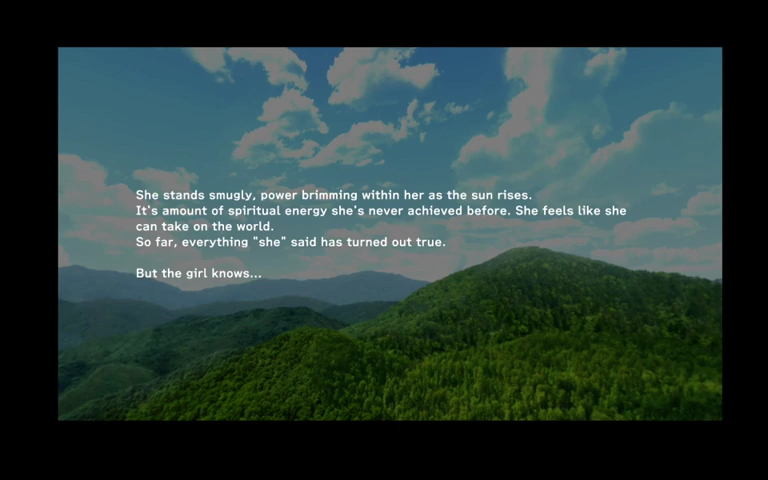 She stands smugly, power brimming within her as the sun rises.
It's amount of spiritual energy she's never achieved before. She feels like she
can take on the world.
So far, everything "she" said has turned out true.
But the girl knows...